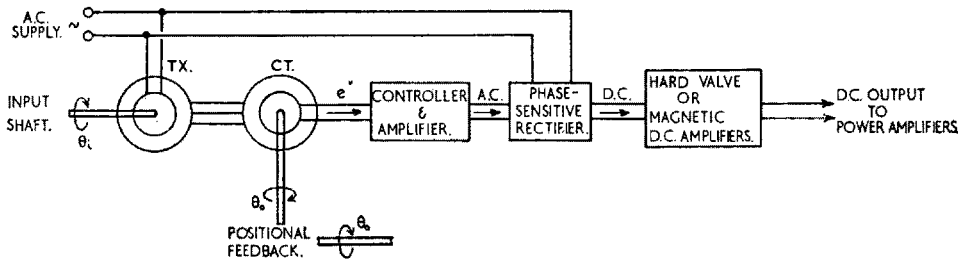 A.C.
SUPPLY. ~
TX.
CT.
INPUT
SHAFT.
θi
e"
CONTROLLER
&
AMPLIFIER.
A.C.
PHASE-
SENSITIVE
RECTIFIER.
D.C.
HARD VALVE
OR
MAGNETIC
D.C. AMPLIFIERS.
D.C. OUTPUT
TO
POWER AMPLIFIERS.
θo
POSITIONAL
FEEDBACK.
θo